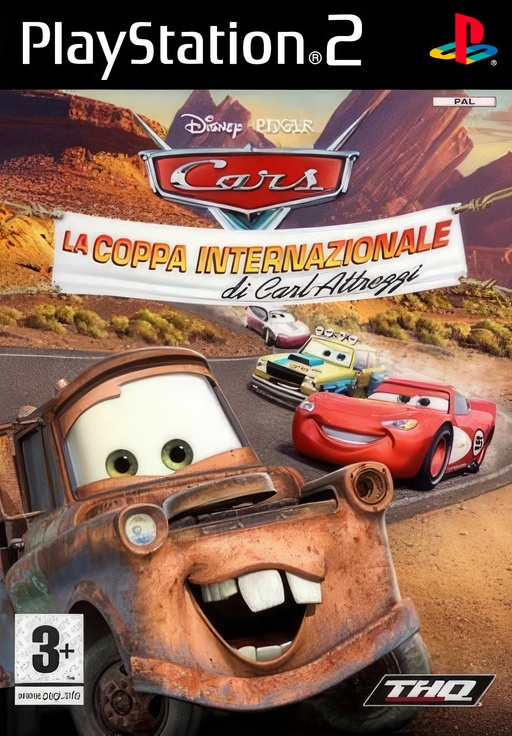 PlayStation®2
PAL
Disney PIXAR
Cars
LA COPPA INTERNAZIONALE
di Carl Attrezzi
3+
THQ